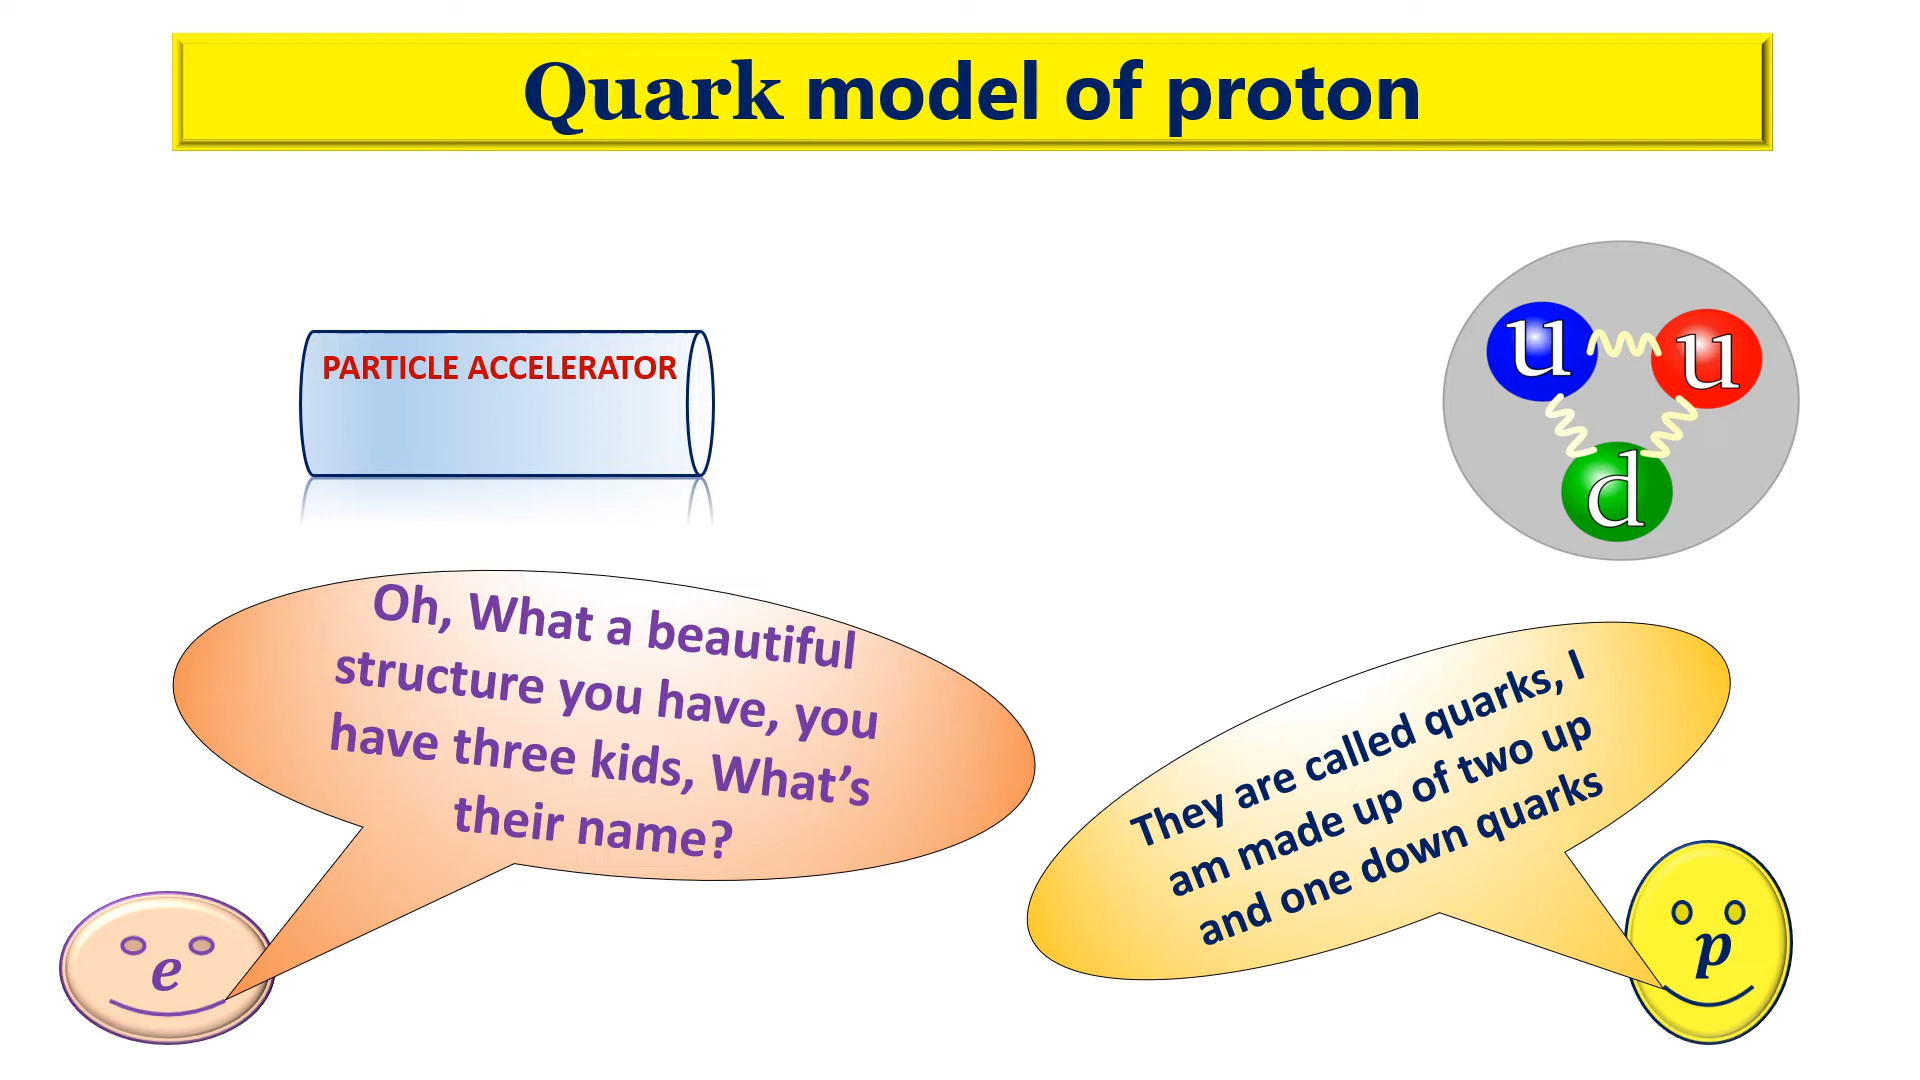 Quark model of proton
PARTICLE ACCELERATOR
u
u
d
Oh, What a beautiful
structure you have, you
have three kids, What’s
their name?
They are called quarks, I
am made up of two up
and one down quarks
e
p